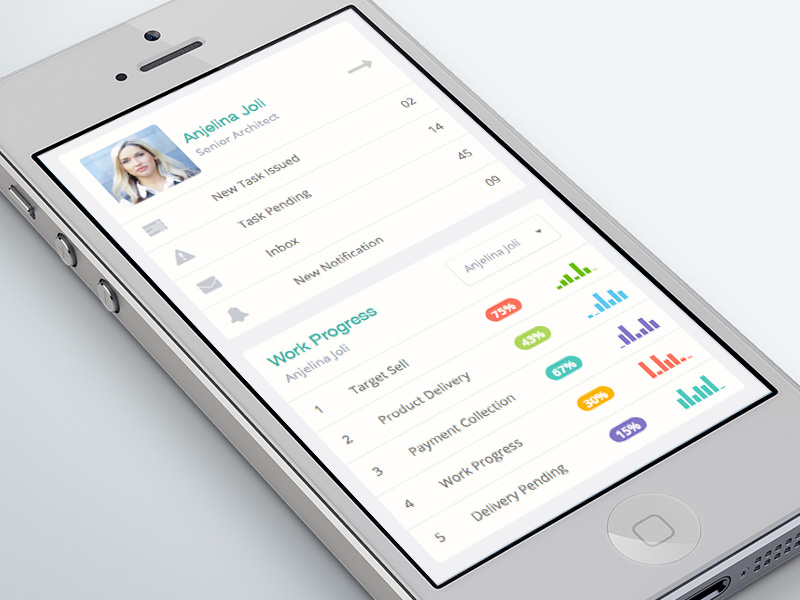 Anjelina Joli
Senior Architect
New Task Issued 02
Task Pending 14
Inbox 45
New Notification 09
Work Progress
Anjelina Joli
Anjelina Joli
1 Target Sell 75%
2 Product Delivery 43%
3 Payment Collection 67%
4 Work Progress 30%
5 Delivery Pending 15%